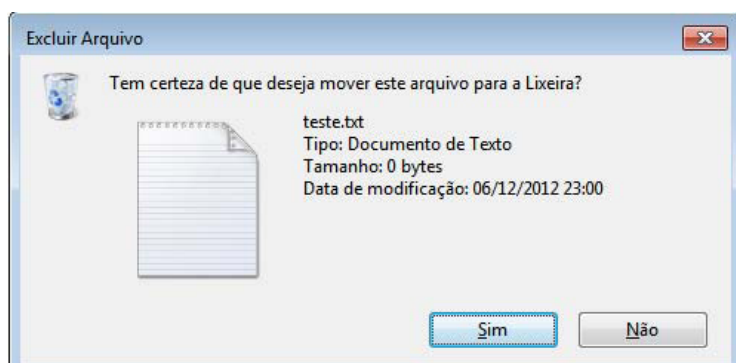 Excluir Arquivo
Tem certeza de que deseja mover este arquivo para a Lixeira?
teste.txt
Tipo: Documento de Texto
Tamanho: 0 bytes
Data de modificação: 06/12/2012 23:00
Sim
Não